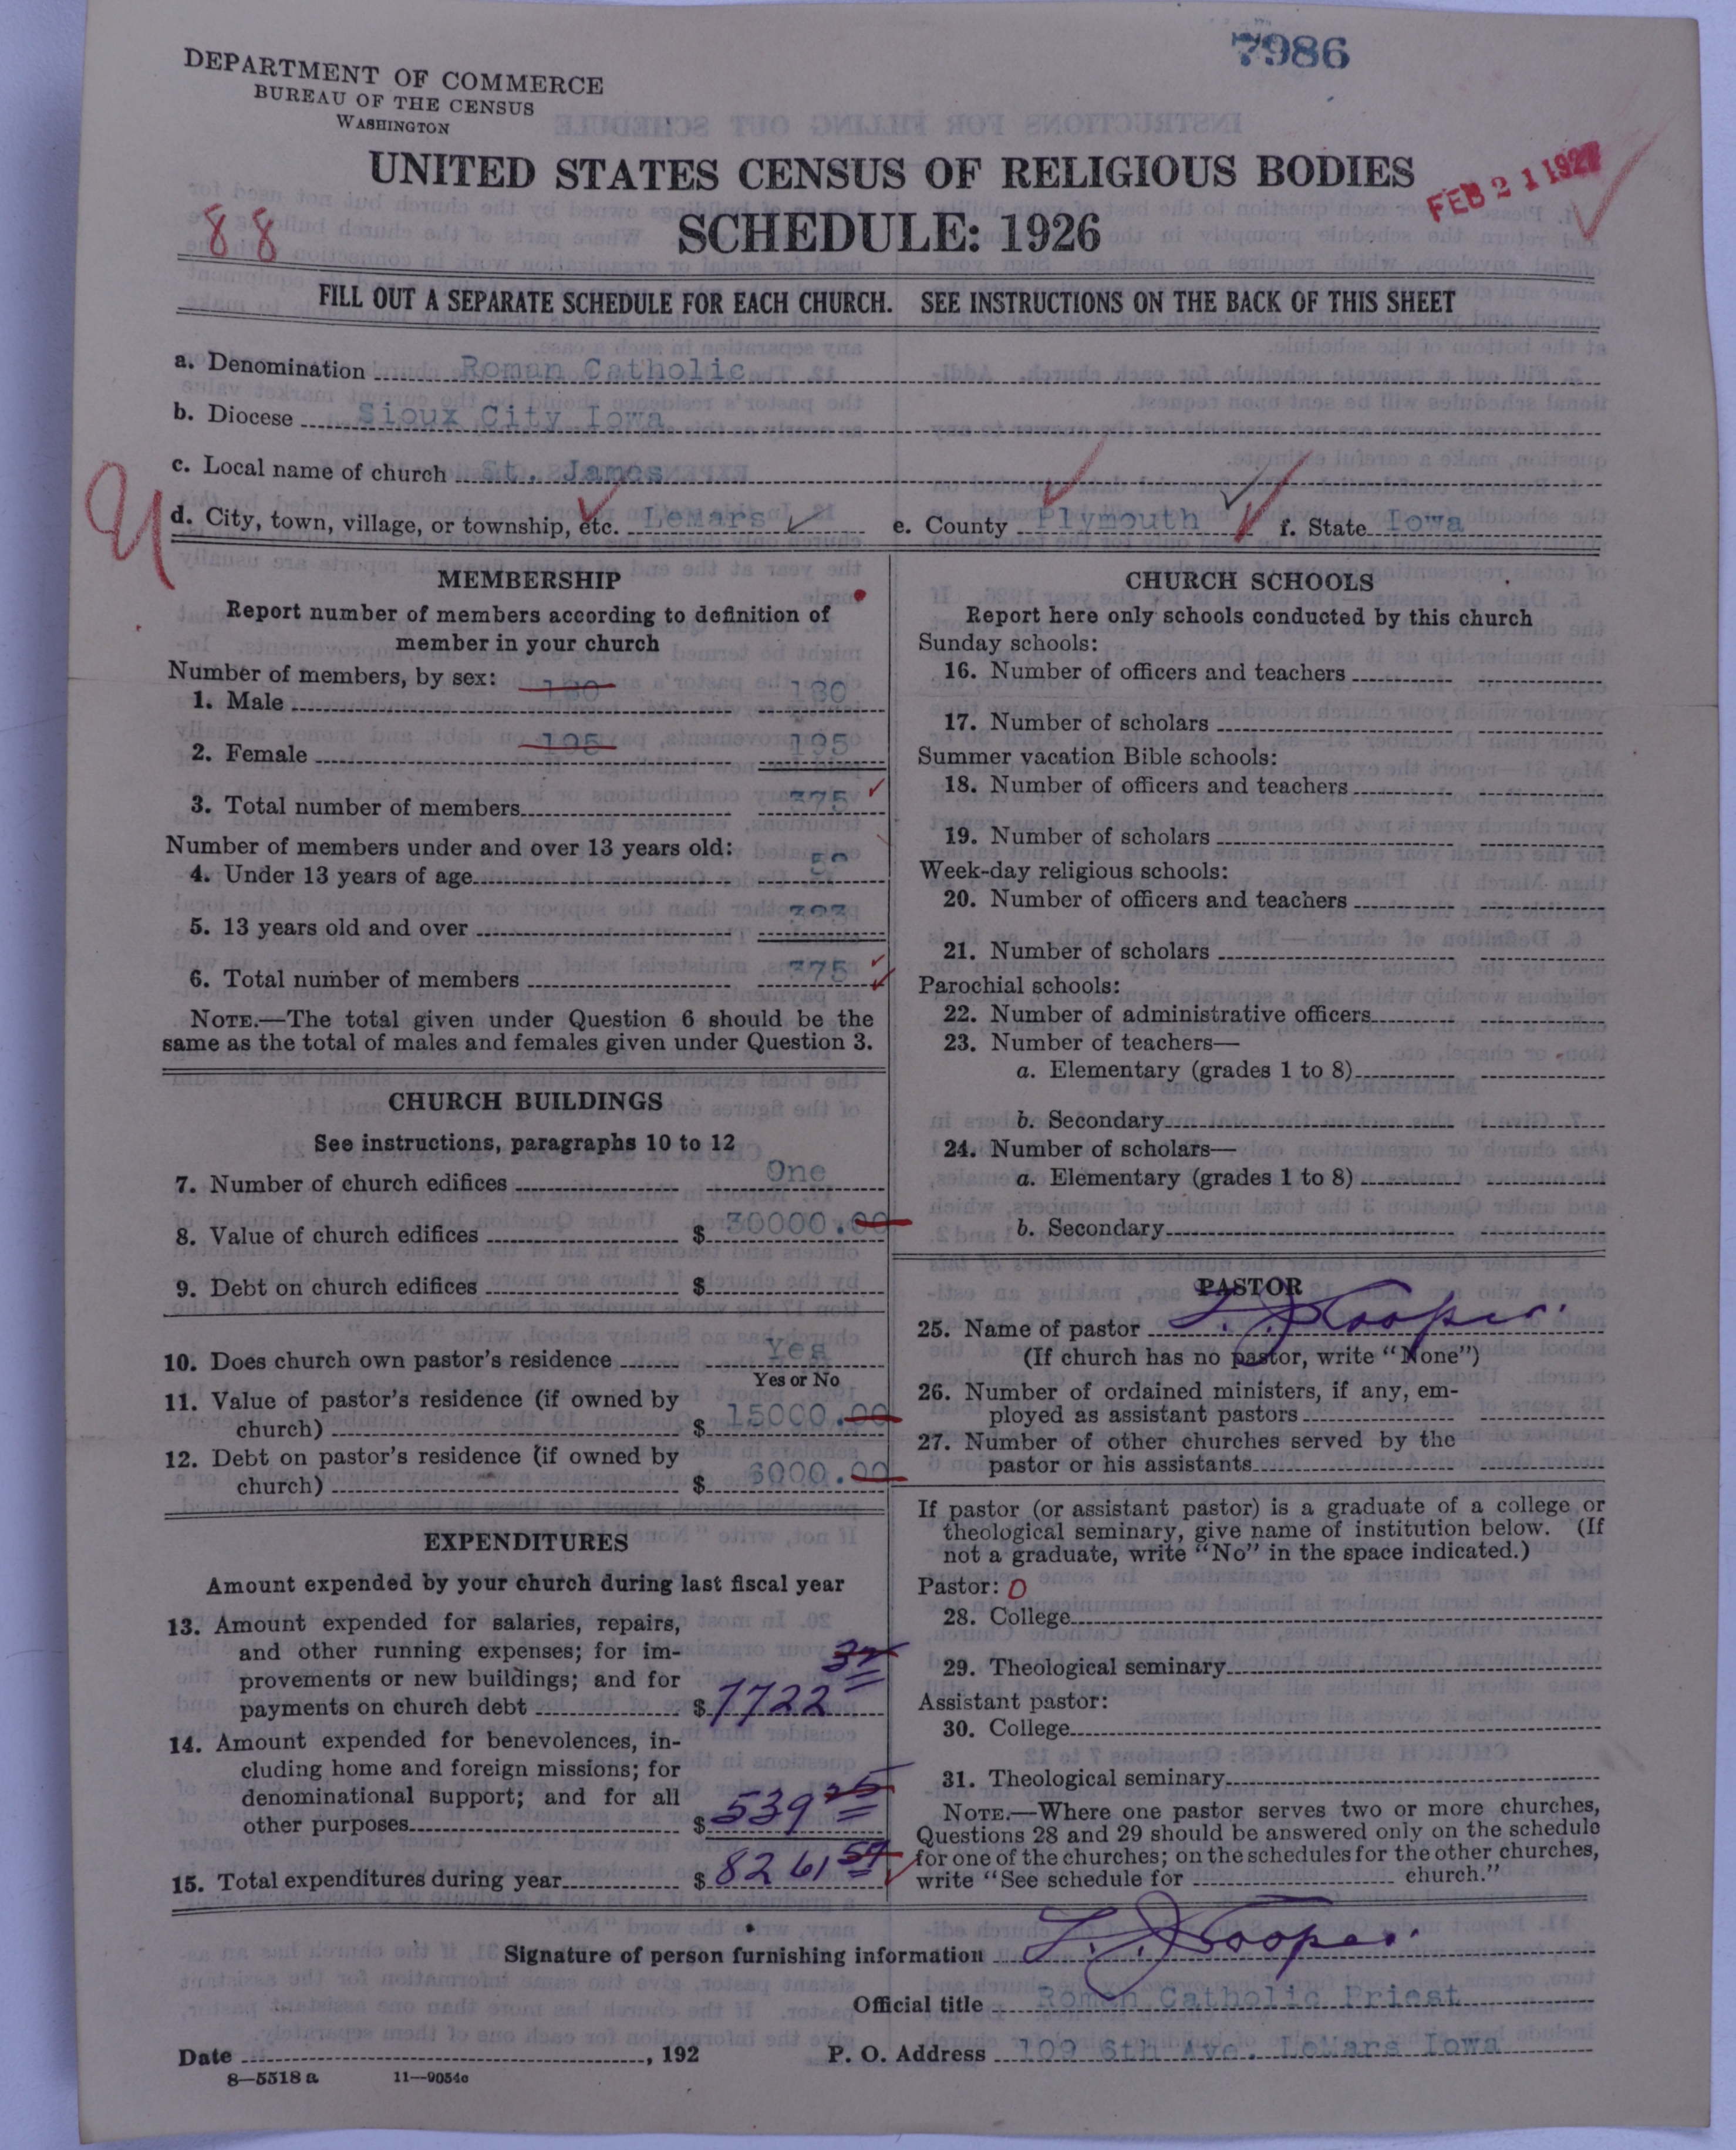 7986
DEPARTMENT OF COMMERCE
BUREAU OF THE CENSUS
WASHINGTON
UNITED STATES CENSUS OF RELIGIOUS BODIES
FEB 21 1927
88
SCHEDULE: 1926
FILL OUT A SEPARATE SCHEDULE FOR EACH CHURCH. SEE INSTRUCTIONS ON THE BACK OF THIS SHEET
a. Denomination Roman Catholic
b. Diocese Sioux City Iowa
c. Local name of church St. James
d. City, town, village, or township, etc. LeMars e. County Plymouth f. State Iowa
MEMBERSHIP
Report number of members according to definition of
member in your church
Number of members, by sex:
1. Male 180 180
2. Female 195 195
3. Total number of members 375
Number of members under and over 13 years old:
4. Under 13 years of age
5. 13 years old and over
6. Total number of members 375
NOTE.—The total given under Question 6 should be the
same as the total of males and females given under Question 3.
CHURCH BUILDINGS
See instructions, paragraphs 10 to 12
7. Number of church edifices One
8. Value of church edifices $ 30000.00
9. Debt on church edifices $
10. Does church own pastor's residence Yes
Yes or No
11. Value of pastor's residence (if owned by
church) $ 15000.00
12. Debt on pastor's residence (if owned by
church) $ 6000.00
EXPENDITURES
Amount expended by your church during last fiscal year
13. Amount expended for salaries, repairs,
and other running expenses; for im-
provements or new buildings; and for
payments on church debt $ 7722
14. Amount expended for benevolences, in-
cluding home and foreign missions; for
denominational support; and for all
other purposes $ 539 25
15. Total expenditures during year $ 8261
CHURCH SCHOOLS
Report here only schools conducted by this church
Sunday schools:
16. Number of officers and teachers
17. Number of scholars
Summer vacation Bible schools:
18. Number of officers and teachers
19. Number of scholars
Week-day religious schools:
20. Number of officers and teachers
21. Number of scholars
Parochial schools:
22. Number of administrative officers
23. Number of teachers—
a. Elementary (grades 1 to 8)
b. Secondary
24. Number of scholars—
a. Elementary (grades 1 to 8)
b. Secondary
PASTOR
25. Name of pastor L. J. Cooper.
(If church has no pastor, write "None")
26. Number of ordained ministers, if any, em-
ployed as assistant pastors
27. Number of other churches served by the
pastor or his assistants
If pastor (or assistant pastor) is a graduate of a college or
theological seminary, give name of institution below. (If
not a graduate, write "No" in the space indicated.)
Pastor: 0
28. College
29. Theological seminary
Assistant pastor:
30. College
31. Theological seminary
NOTE.—Where one pastor serves two or more churches,
Questions 28 and 29 should be answered only on the schedule
for one of the churches; on the schedules for the other churches,
write "See schedule for church."
Signature of person furnishing information L. J. Cooper.
Official title Roman Catholic Priest
Date , 192 P. O. Address 109 6th Ave. LeMars Iowa
8—5518 a 11—9054c